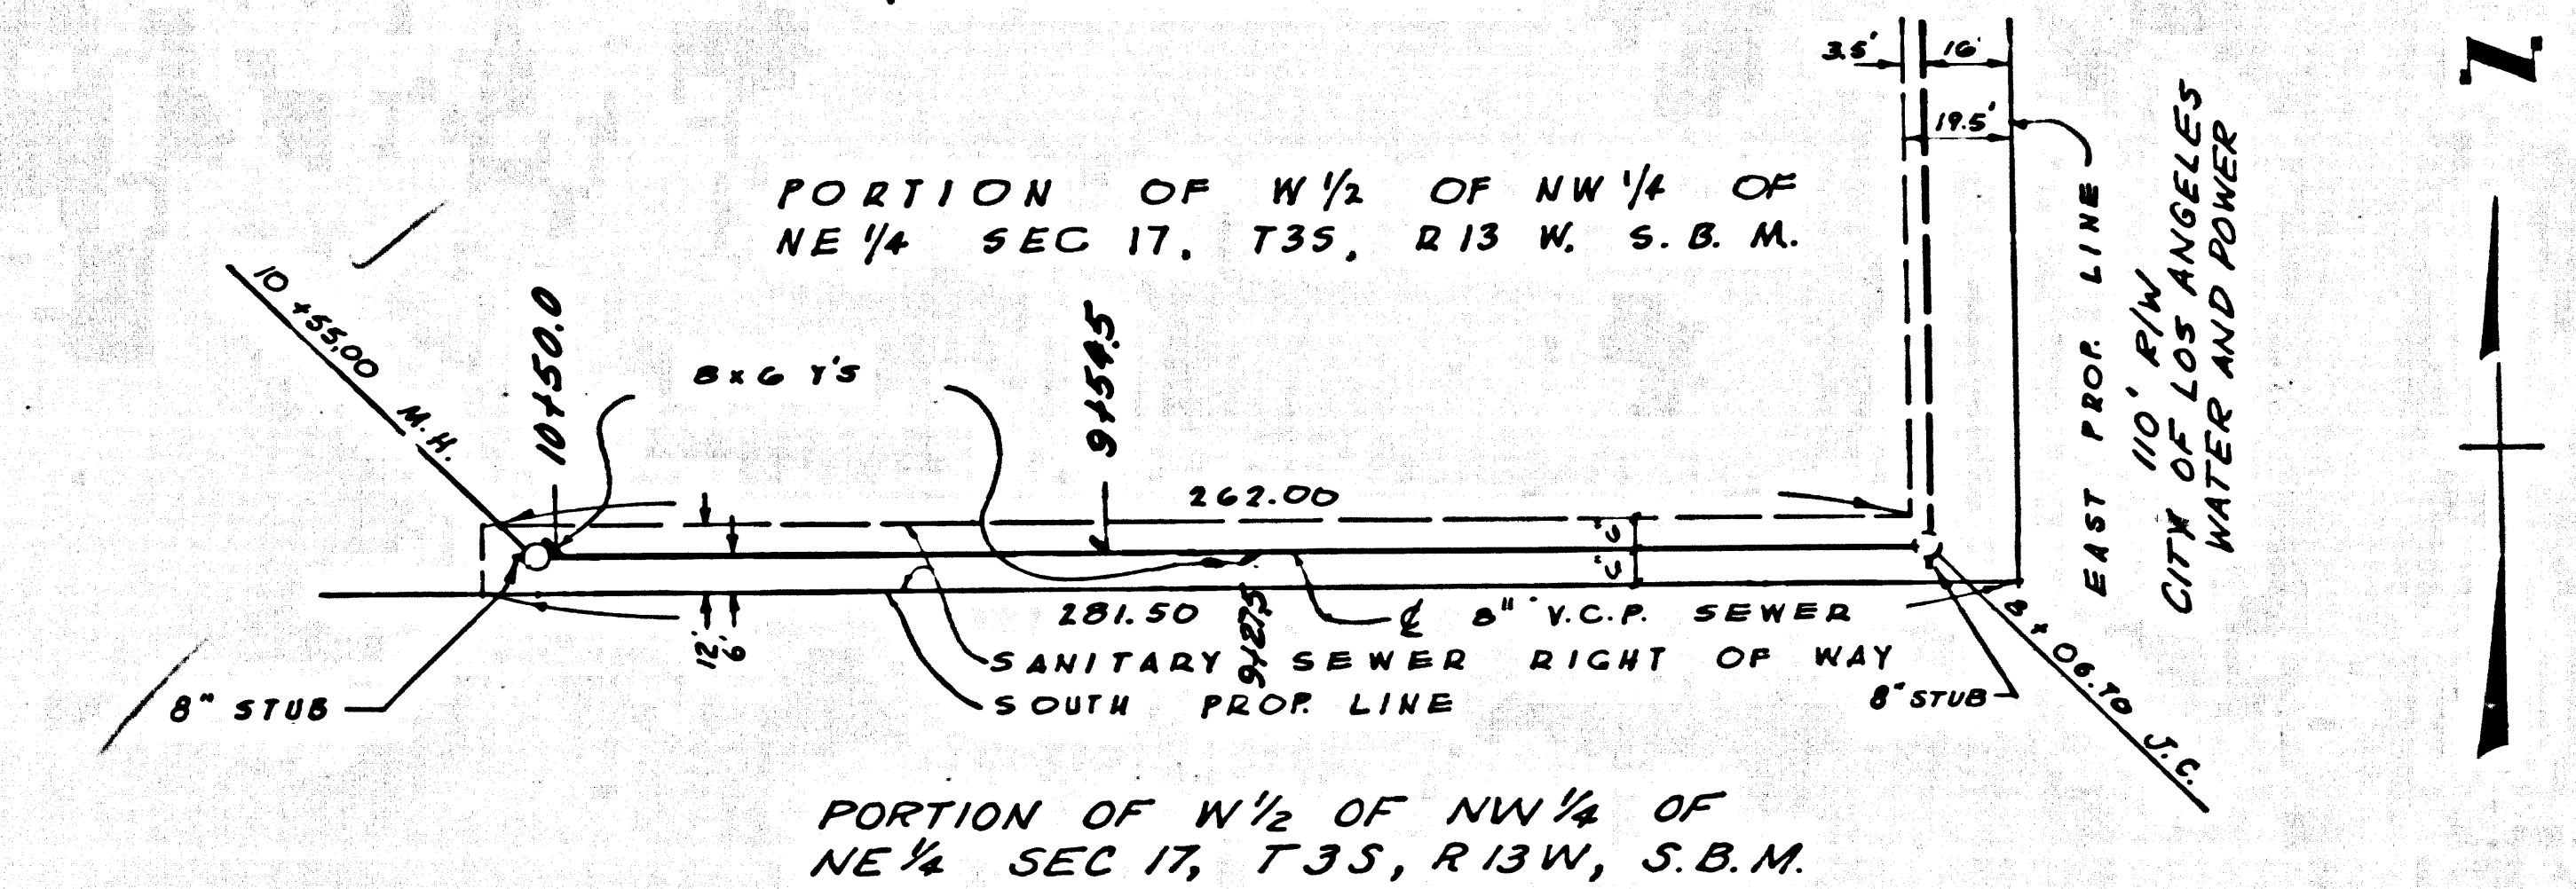 3.5'
16'
19.5'
Z
PORTION OF W 1/2 OF NW 1/4 OF
NE 1/4 SEC 17. T3S, R13 W. S.B.M.
EAST PROP. LINE
110' R/W
CITY OF LOS ANGELES
WATER AND POWER
10+55.00 M.H.
10+50.0
8x6 Y'S
9+54.5
262.00
6'
6'
12'
6'
281.50
9+27.5
℄ 8" V.C.P. SEWER
SANITARY SEWER RIGHT OF WAY
SOUTH PROP. LINE
8" STUB
8" STUB
8+06.70 J.C.
PORTION OF W 1/2 OF NW 1/4 OF
NE 1/4 SEC 17, T3S, R13W, S.B.M.